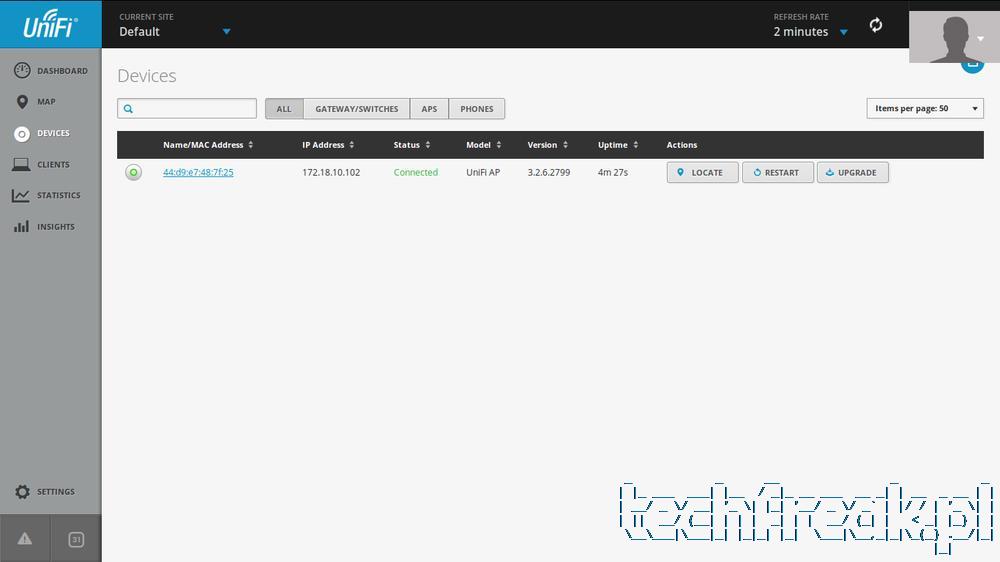 UniFi
CURRENT SITE
Default
REFRESH RATE
2 minutes
DASHBOARD
MAP
DEVICES
CLIENTS
STATISTICS
INSIGHTS
SETTINGS
31
Devices
ALL GATEWAY/SWITCHES APS PHONES
Items per page: 50
Name/MAC Address IP Address Status Model Version Uptime Actions
44:d9:e7:48:7f:25 172.18.10.102 Connected UniFi AP 3.2.6.2799 4m 27s LOCATE RESTART UPGRADE
techfreak.pl